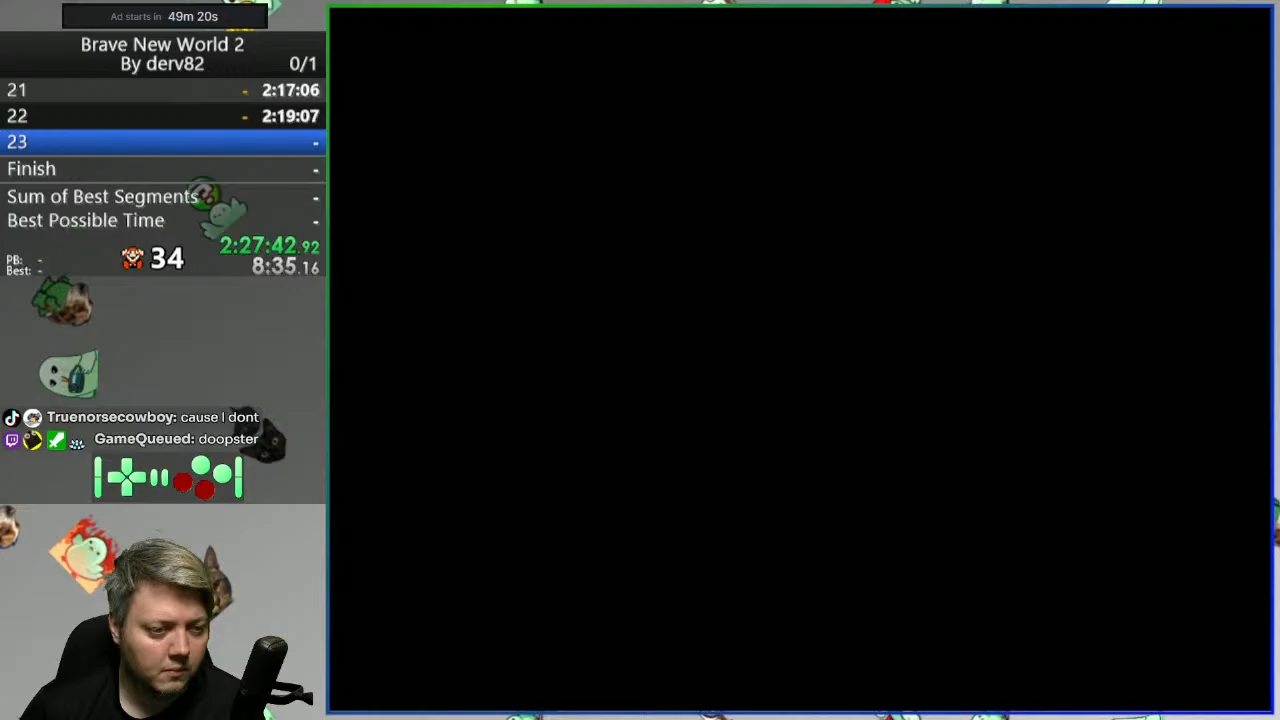 Ad starts in 49m 20s
Brave New World 2
By derv82 0/1
21 - 2:17:06
22 - 2:19:07
23 -
Finish -
Sum of Best Segments -
Best Possible Time -
PB: -
Best: -
34
2:27:42.92
8:35.16
Truenorsecowboy: cause I dont
GameQueued: doopster